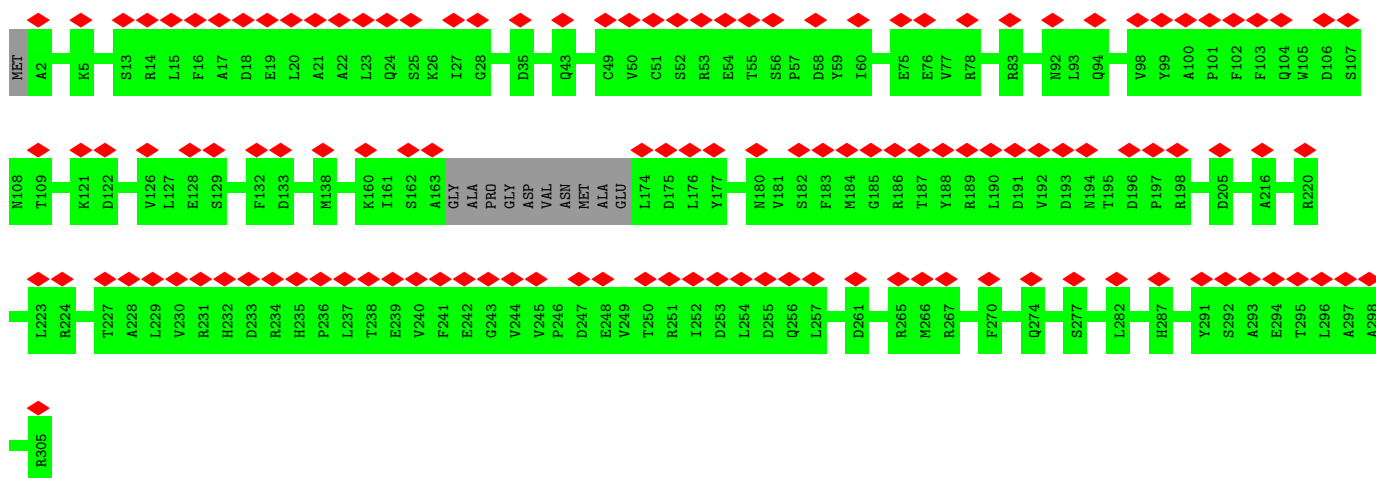 MET A2 K5 S13 R14 L15 F16 A17 D18 E19 L20 A21 A22 L23 Q24 S25 K26 I27 G28 D35 Q43 C49 V50 C51 S52 R53 E54 T55 S56 P57 D58 Y59 I60 E75 E76 V77 R78 R83 N92 L93 Q94 V98 Y99 A100 P101 F102 F103 Q104 W105 D106 S107
N108 T109 K121 D122 V126 L127 E128 S129 F132 D133 M138 K160 I161 S162 A163 GLY ALA PRO GLY ASP VAL ASN MET ALA GLU L174 D175 L176 Y177 N180 V181 S182 F183 M184 G185 R186 T187 Y188 R189 L190 D191 V192 D193 N194 T195 D196 P197 R198 D205 A216 R220
L223 R224 T227 A228 L229 V230 R231 H232 D233 R234 H235 P236 L237 T238 E239 V240 F241 E242 G243 V244 V245 P246 D247 E248 V249 T250 R251 I252 D253 L254 D255 Q256 L257 D261 R265 M266 R267 F270 Q274 S277 L282 H287 Y291 S292 A293 E294 T295 L296 A297 A298
R305